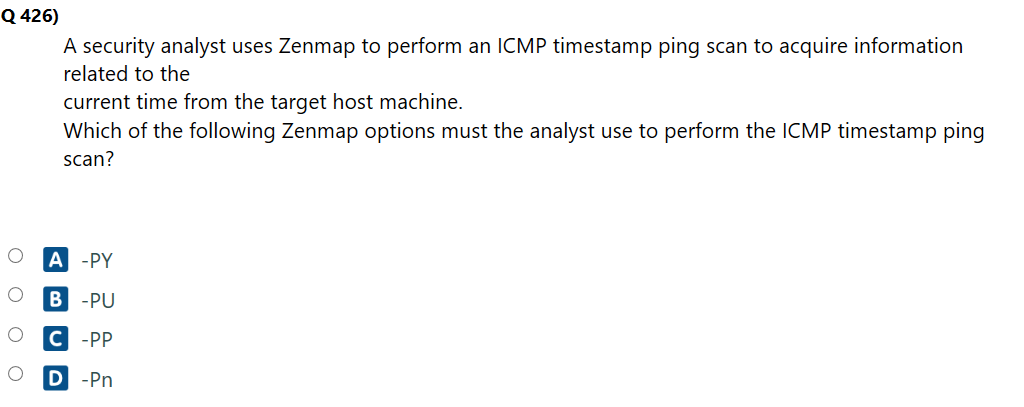 Q 426)
A security analyst uses Zenmap to perform an ICMP timestamp ping scan to acquire information
related to the
current time from the target host machine.
Which of the following Zenmap options must the analyst use to perform the ICMP timestamp ping
scan?
A -PY
B -PU
C -PP
D -Pn